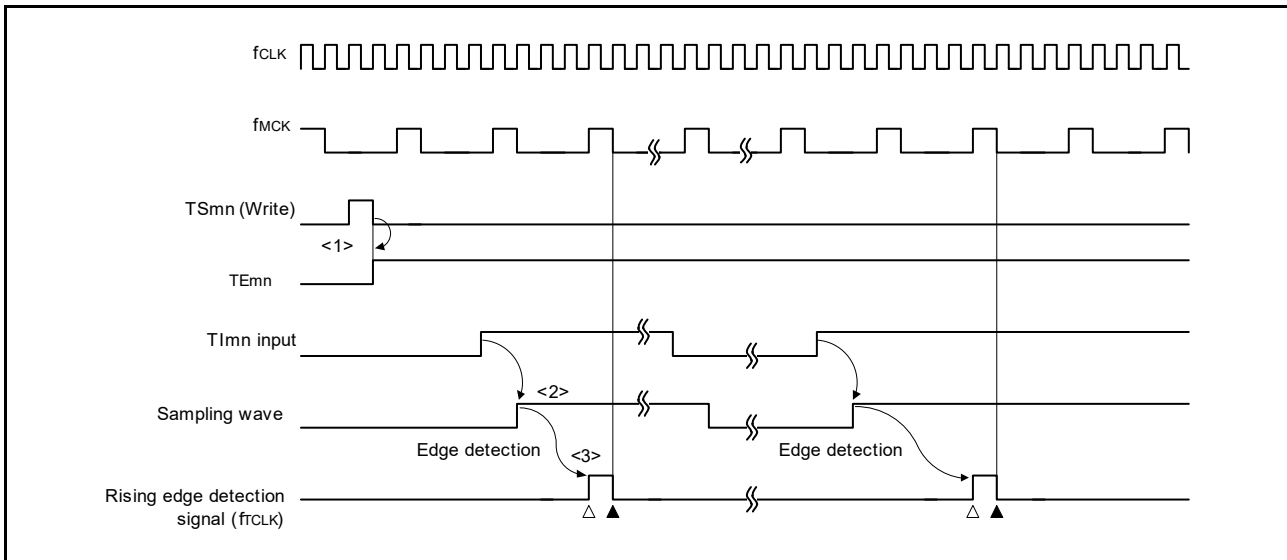 fCLK
fMCK
TSmn (Write)
<1>
TEmn
TImn input
<2>
Sampling wave
Edge detection
Edge detection
<3>
Rising edge detection
signal (fTCLK)